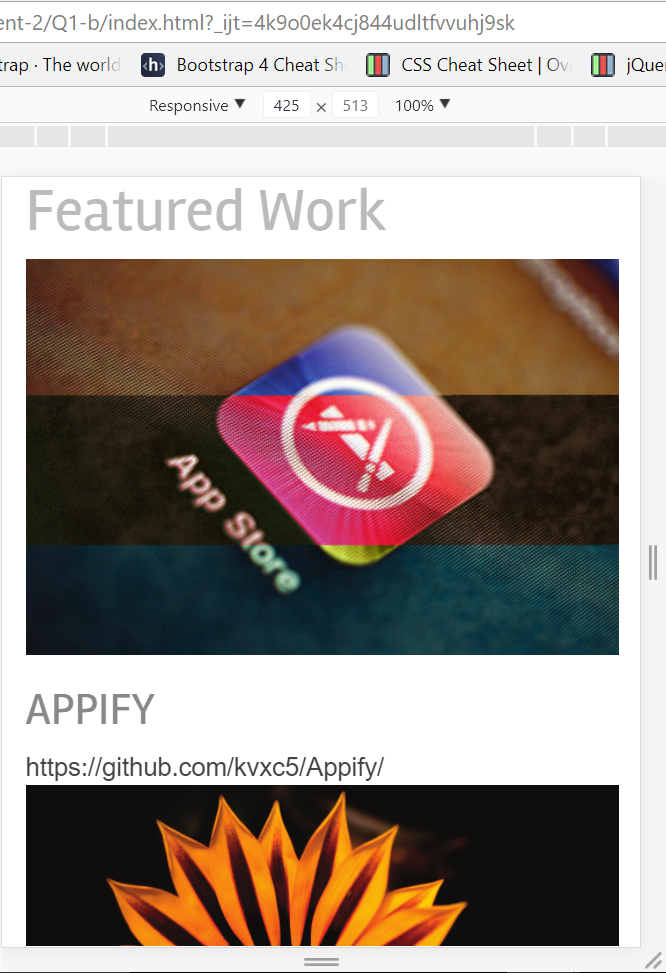 ent-2/Q1-b/index.html?_ijt=4k9o0ek4cj844udltfvvuhj9sk
trap · The world <h> Bootstrap 4 Cheat Sh CSS Cheat Sheet | Ov jQuer
Responsive ▼ 425 × 513 100% ▼
Featured Work
App Store
APPIFY
https://github.com/kvxc5/Appify/